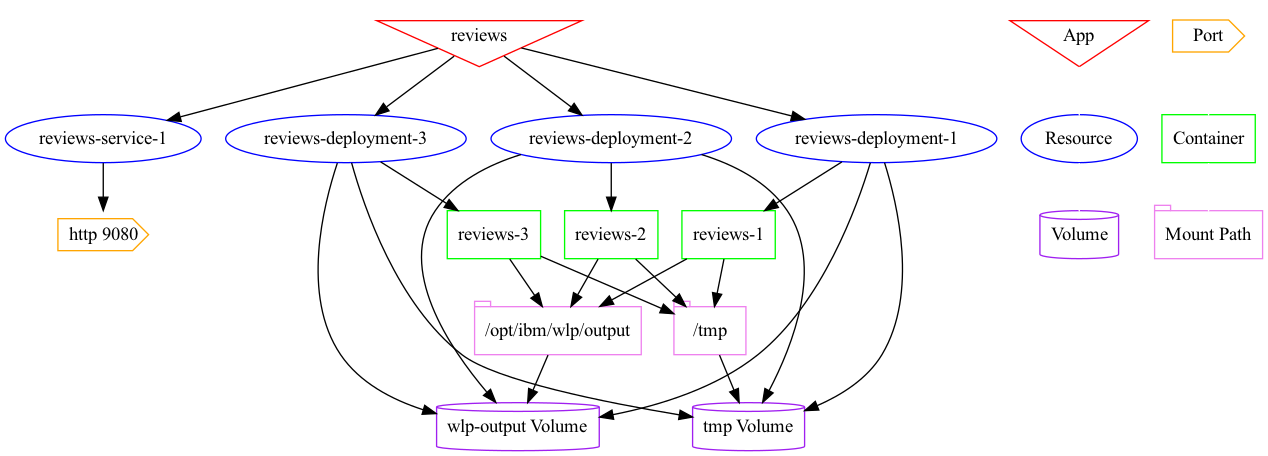 reviews
App
Port
reviews-service-1
reviews-deployment-3
reviews-deployment-2
reviews-deployment-1
Resource
Container
http 9080
reviews-3
reviews-2
reviews-1
Volume
Mount Path
/opt/ibm/wlp/output
/tmp
wlp-output Volume
tmp Volume